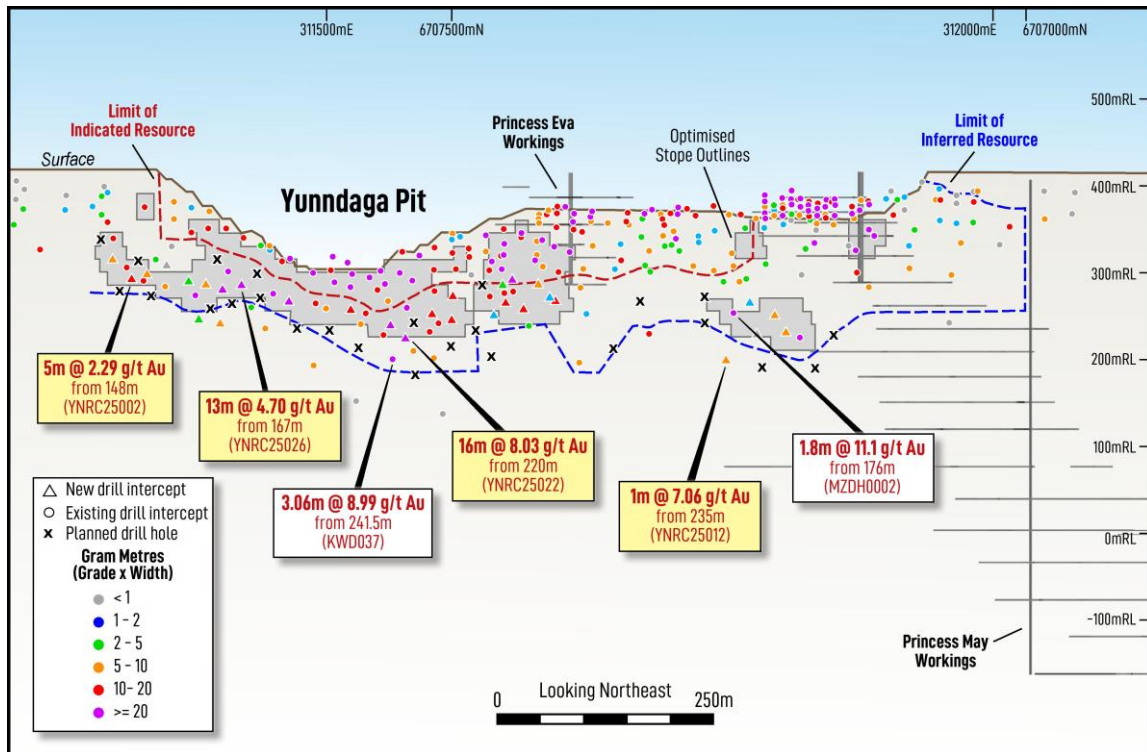 311500mE
6707500mN
312000mE
6707000mN
500mRL
Limit of
Indicated Resource
Princess Eva
Workings
Optimised
Stope Outlines
Limit of
Inferred Resource
Surface
400mRL
Yunndaga Pit
300mRL
200mRL
5m @ 2.29 g/t Au
from 148m
(YNRC25002)
13m @ 4.70 g/t Au
from 167m
(YNRC25026)
16m @ 8.03 g/t Au
from 220m
(YNRC25022)
1.8m @ 11.1 g/t Au
from 176m
(MZDH0002)
100mRL
3.06m @ 8.99 g/t Au
from 241.5m
(KWD037)
1m @ 7.06 g/t Au
from 235m
(YNRC25012)
0mRL
-100mRL
New drill intercept
Existing drill intercept
x Planned drill hole
Gram Metres
(Grade x Width)
< 1
1 - 2
2 - 5
5 - 10
10- 20
>= 20
Princess May
Workings
Looking Northeast
0 250m